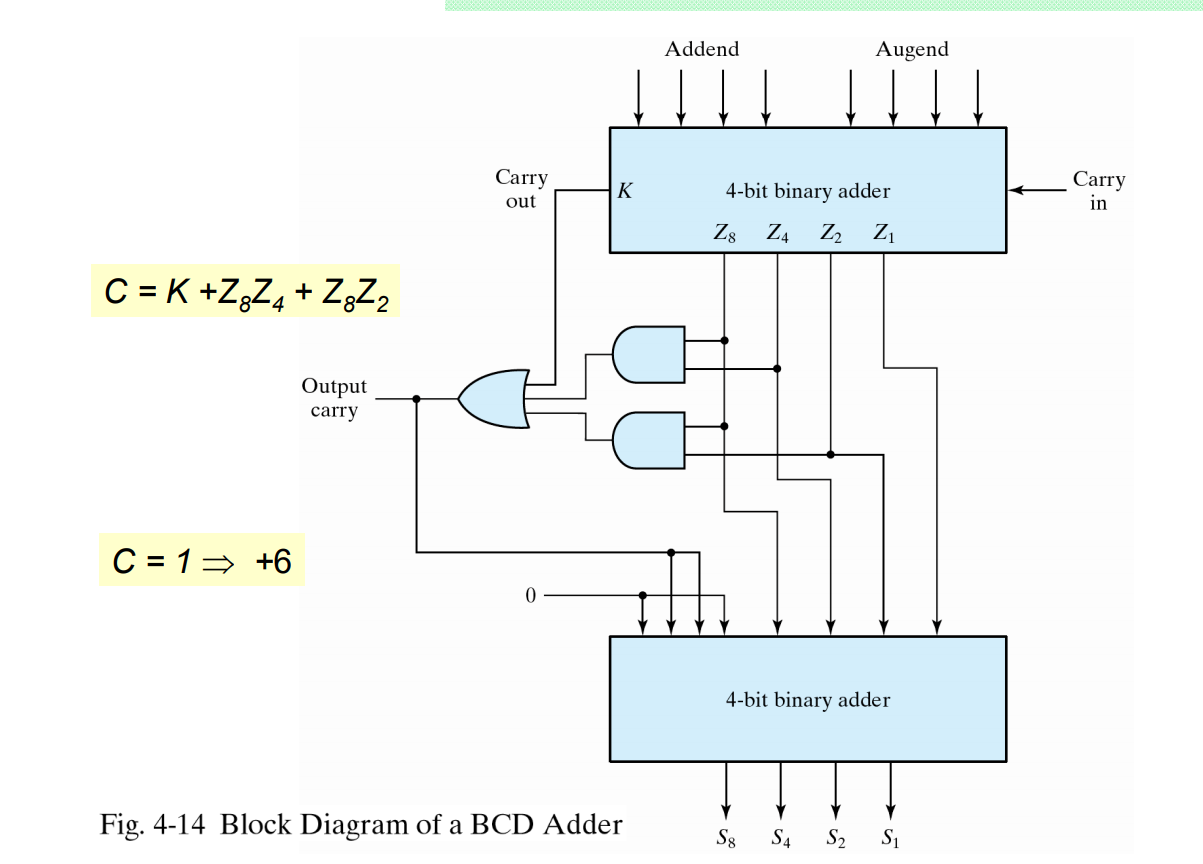 Addend Augend
Carry
out
K 4-bit binary adder
Carry
in
Z₈ Z₄ Z₂ Z₁
C = K +Z₈Z₄ + Z₈Z₂
Output
carry
C = 1 ⇒ +6
0
4-bit binary adder
Fig. 4-14 Block Diagram of a BCD Adder
S₈ S₄ S₂ S₁